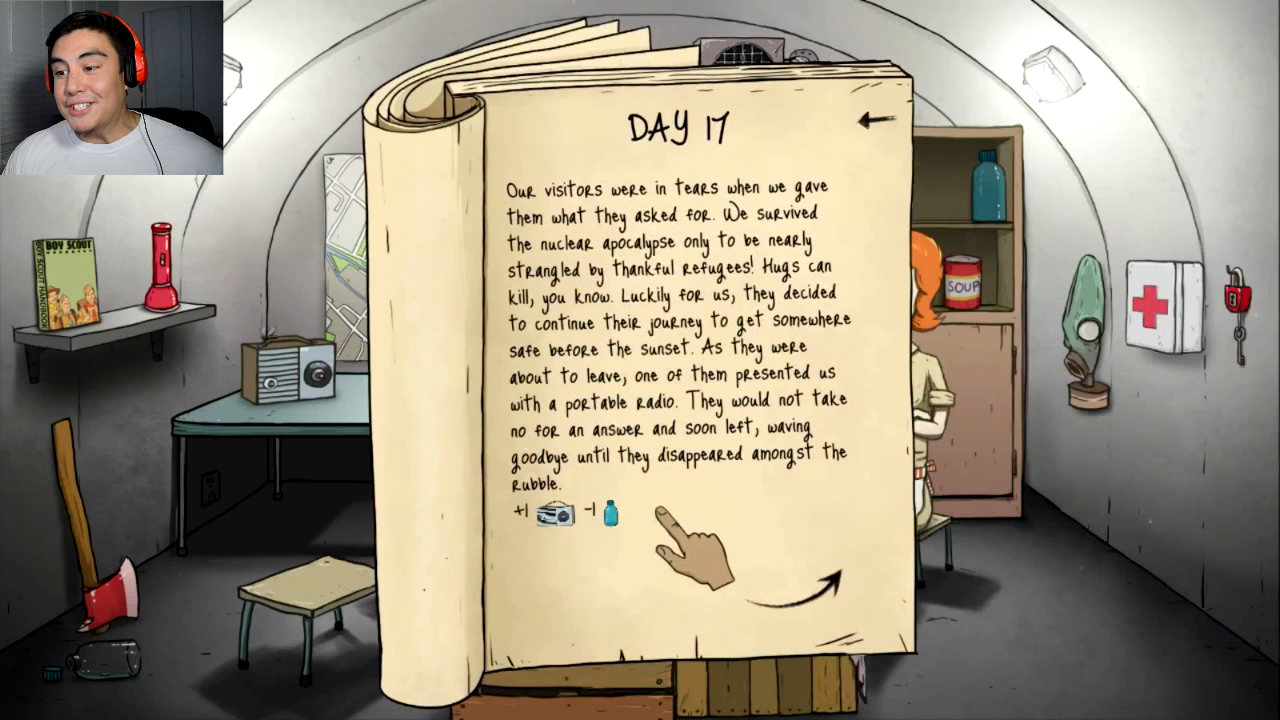 DAY 17
Our visitors were in tears when we gave
them what they asked for. We survived
the nuclear apocalypse only to be nearly
strangled by thankful refugees! Hugs can
kill, you know. Luckily for us, they decided
to continue their journey to get somewhere
safe before the sunset. As they were
about to leave, one of them presented us
with a portable radio. They would not take
no for an answer and soon left, waving
goodbye until they disappeared amongst the
rubble.
+1 -1
BOY SCOUT
BOY SCOUT HANDBOOK
SOUP